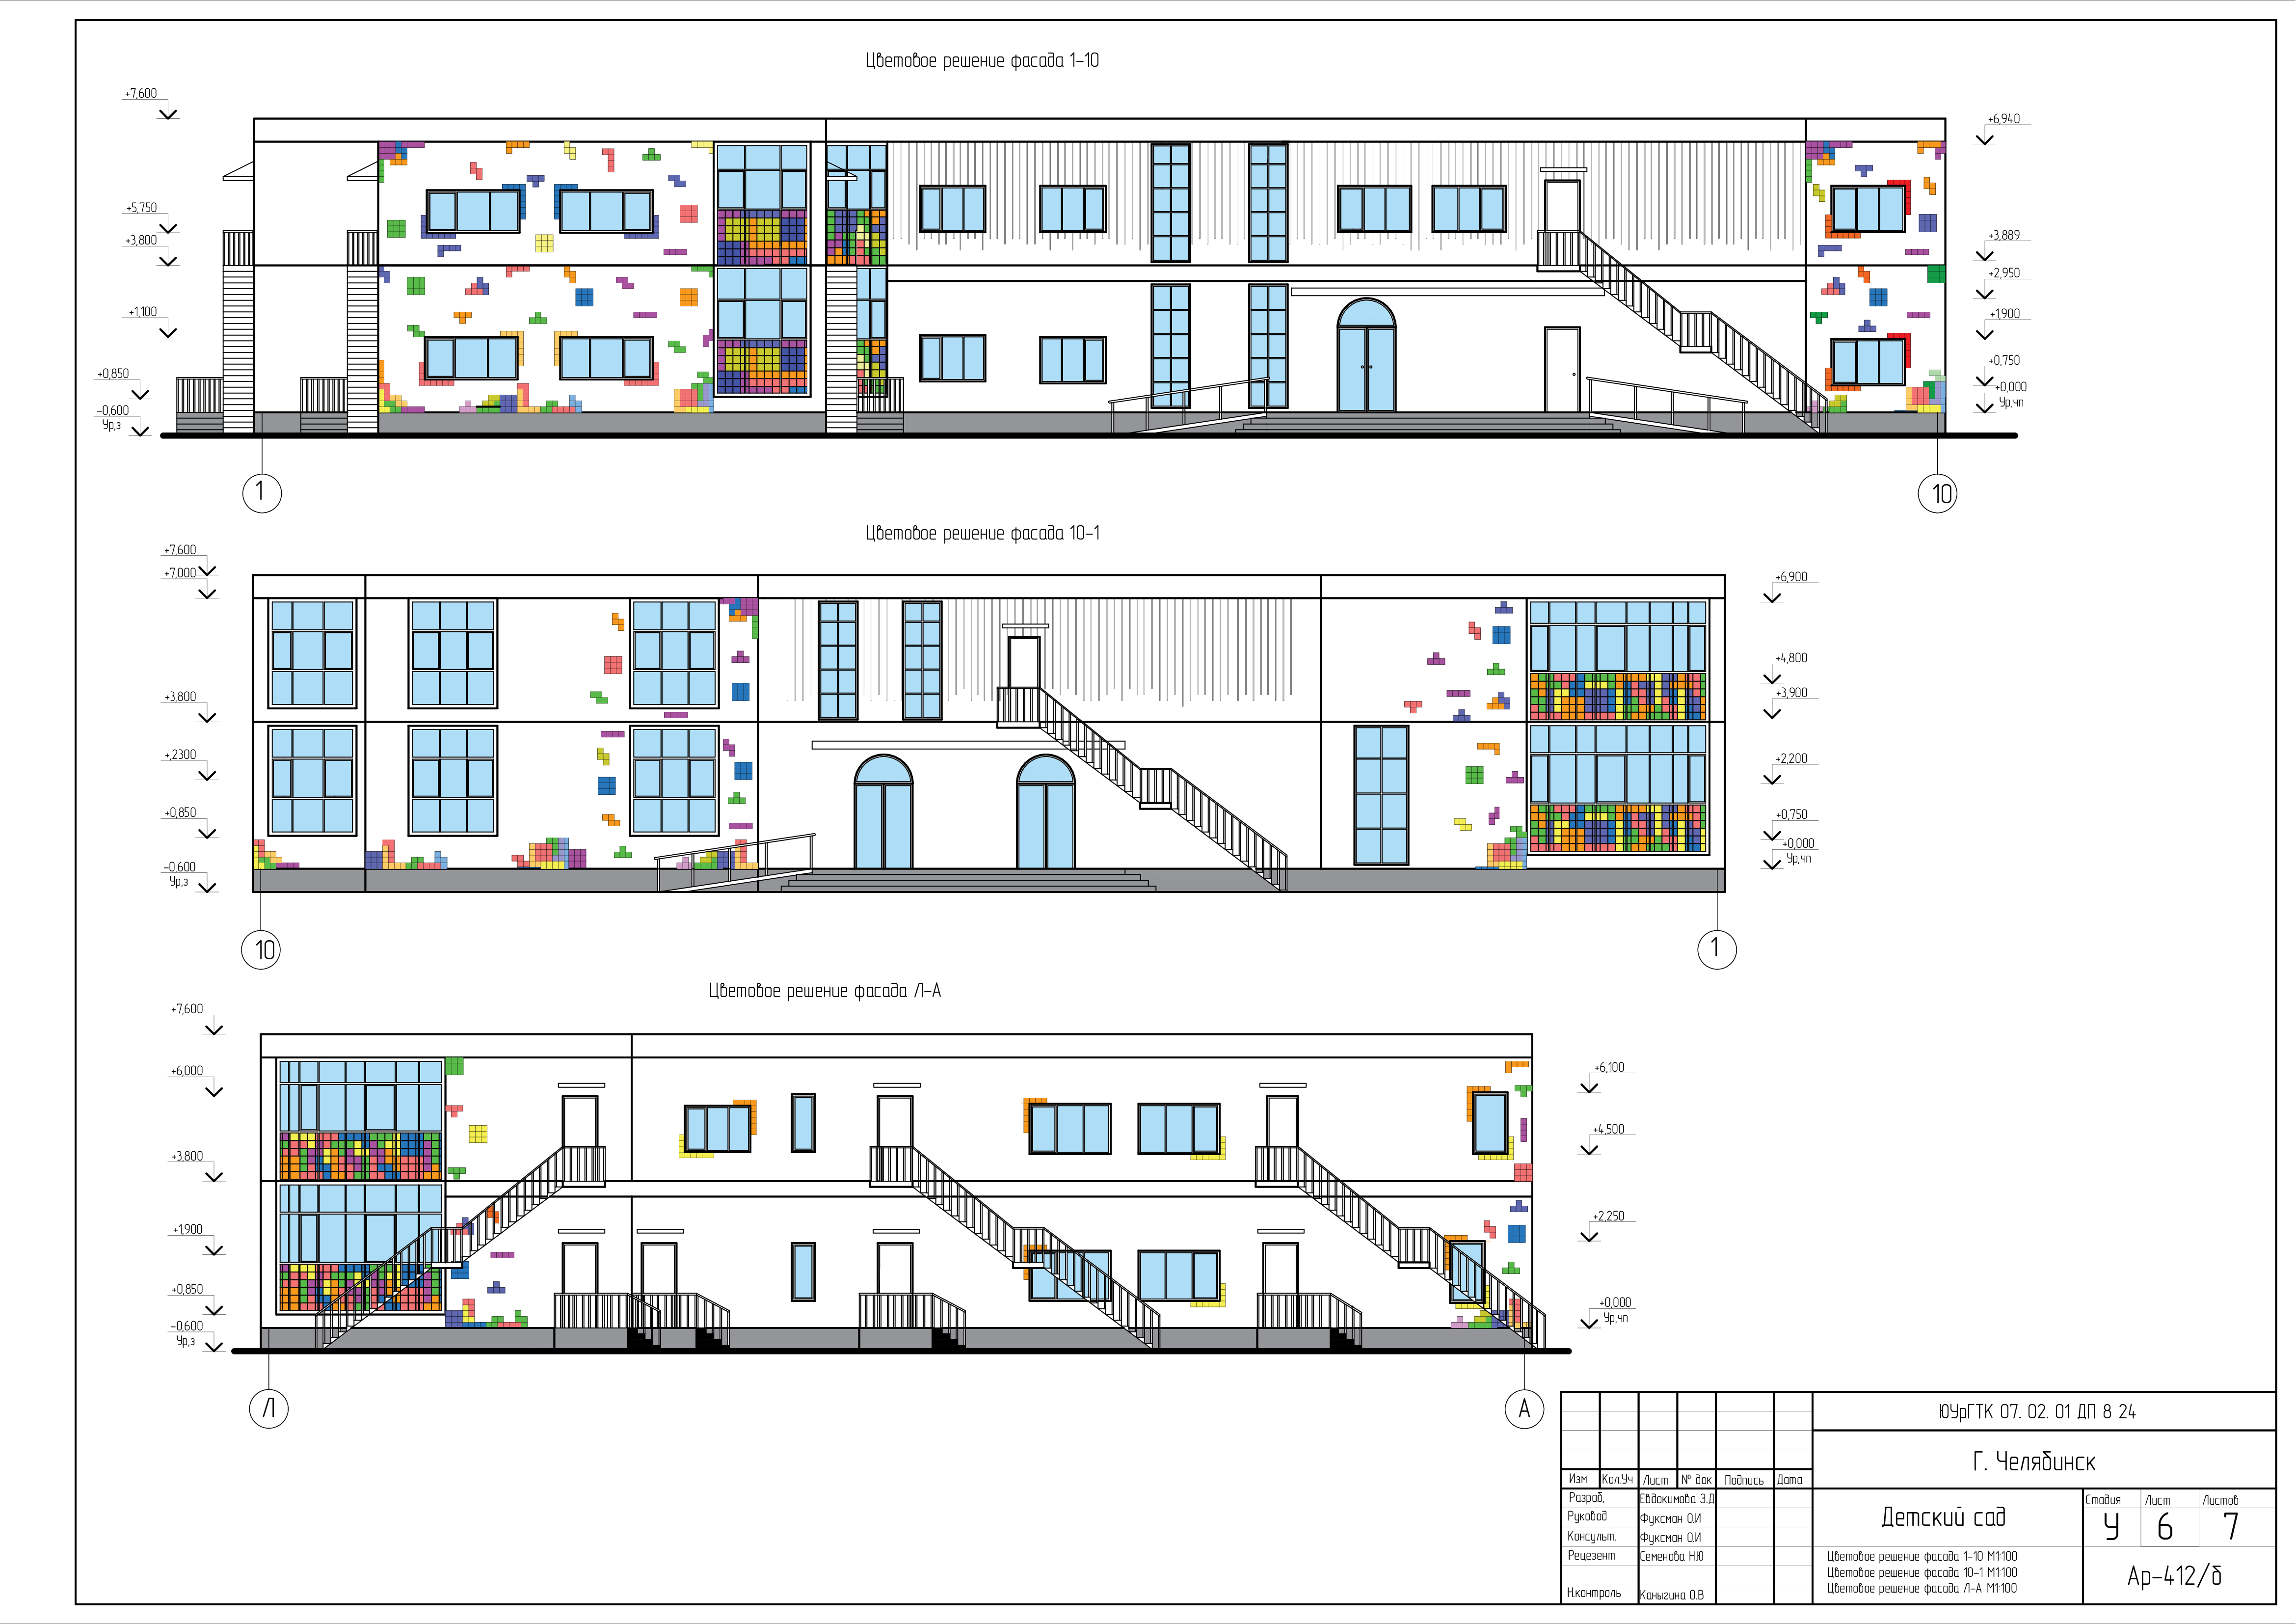 Цветовое решение фасада 1-10
+7,600
+6,940
+5,750
+3,800
+3,889
+2,950
+1,100
+1900
+0,850
+0,750
+0,000
Ур,чп
-0,600
Ур,з
1
10
Цветовое решение фасада 10-1
+7,600
+7,000
+6,900
+4,800
+3,800
+3,900
+,2300
+2,200
+0,850
+0,750
+0,000
Ур,чп
-0,600
Ур,з
10
1
Цветовое решение фасада Л-А
+7,600
+6,000
+6,100
+4,500
+3,800
+1,900
+2,250
+0,850
+0,000
Ур,чп
-0,600
Ур,з
Л
А
ЮУрГТК 07. 02. 01 ДП 8 24
Г. Челябинск
Изм Кол.Уч Лист № док Подпись Дата
Разраб, Евдокимова З.Д
Руковод Фуксман О.И
Консульт. Фуксман О.И
Рецезент Семенова Н.Ю
Н.контроль Каныгина О.В
Детский сад
Стадия Лист Листов
У 6 7
Цветовое решение фасада 1-10 М1:100
Цветовое решение фасада 10-1 М1:100
Цветовое решение фасада Л-А М1:100
Ар-412/б